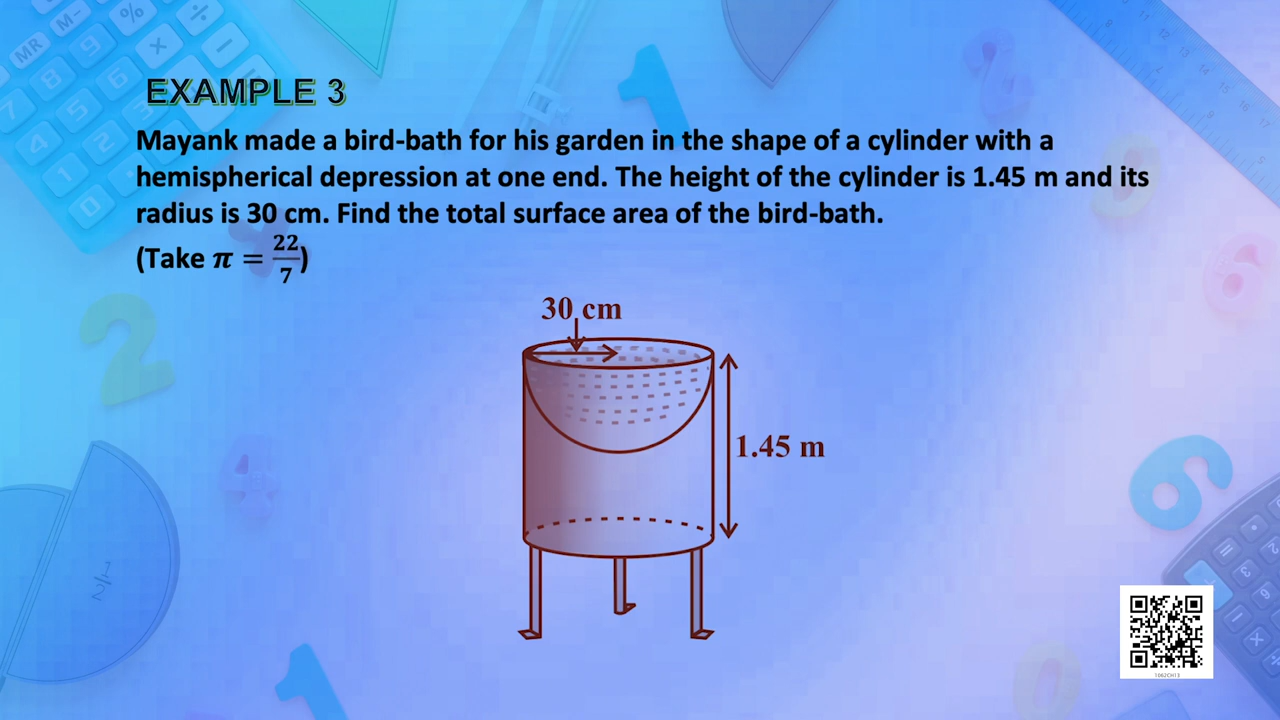 EXAMPLE 3
Mayank made a bird-bath for his garden in the shape of a cylinder with a
hemispherical depression at one end. The height of the cylinder is 1.45 m and its
radius is 30 cm. Find the total surface area of the bird-bath.
(Take π = 22/7)
30 cm
1.45 m
1062CH13